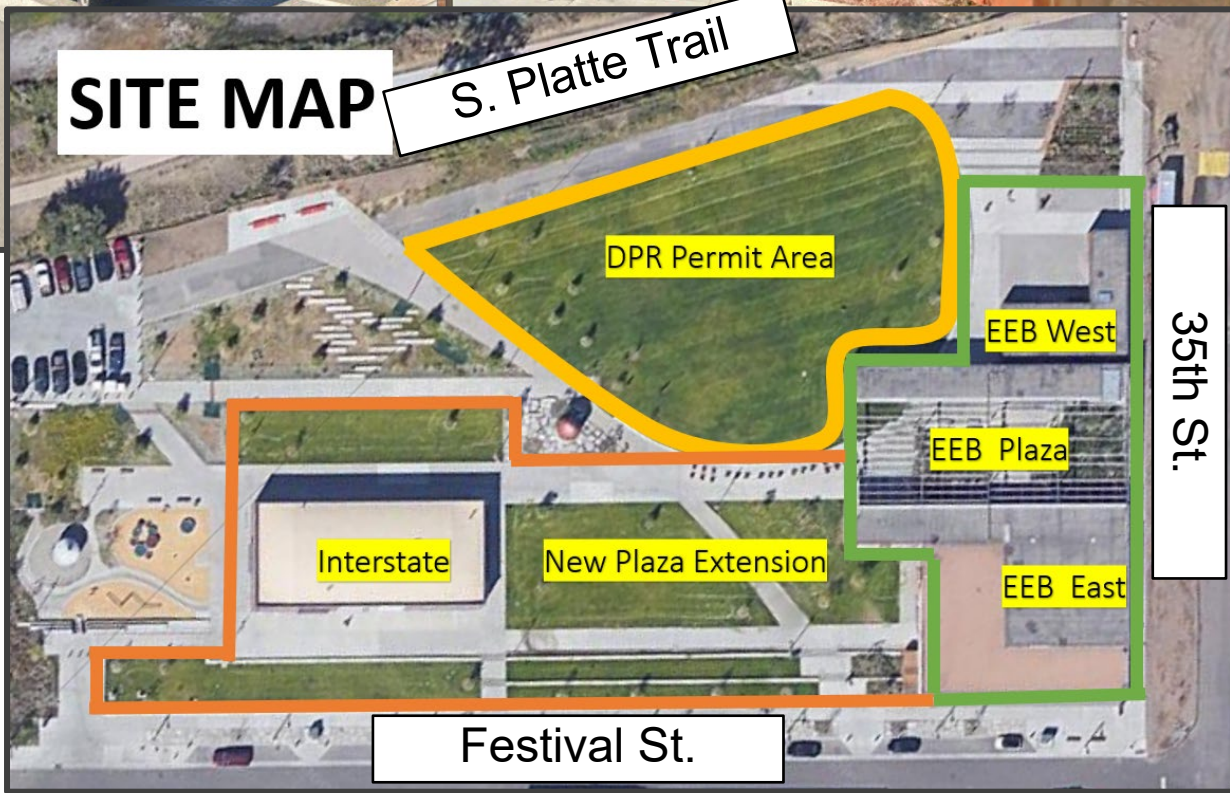 SITE MAP
S. Platte Trail
DPR Permit Area
EEB West
35th St.
EEB Plaza
Interstate
New Plaza Extension
EEB East
Festival St.